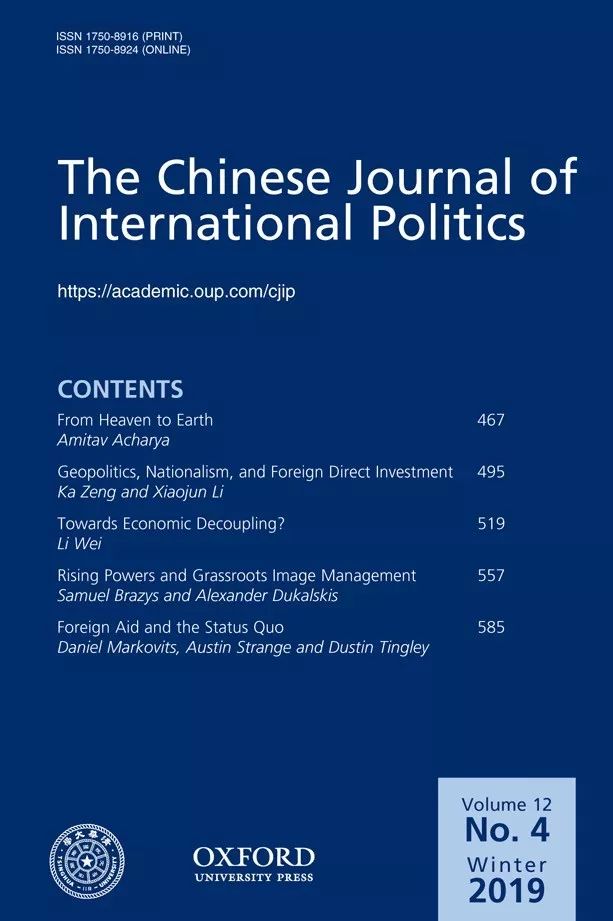 ISSN 1750-8916 (PRINT)
ISSN 1750-8924 (ONLINE)
The Chinese Journal of
International Politics
https://academic.oup.com/cjip
CONTENTS
From Heaven to Earth 467
Amitav Acharya
Geopolitics, Nationalism, and Foreign Direct Investment 495
Ka Zeng and Xiaojun Li
Towards Economic Decoupling? 519
Li Wei
Rising Powers and Grassroots Image Management 557
Samuel Brazys and Alexander Dukalskis
Foreign Aid and the Status Quo 585
Daniel Markovits, Austin Strange and Dustin Tingley
TSINGHUA UNIVERSITY
OXFORD
UNIVERSITY PRESS
Volume 12
No. 4
Winter
2019